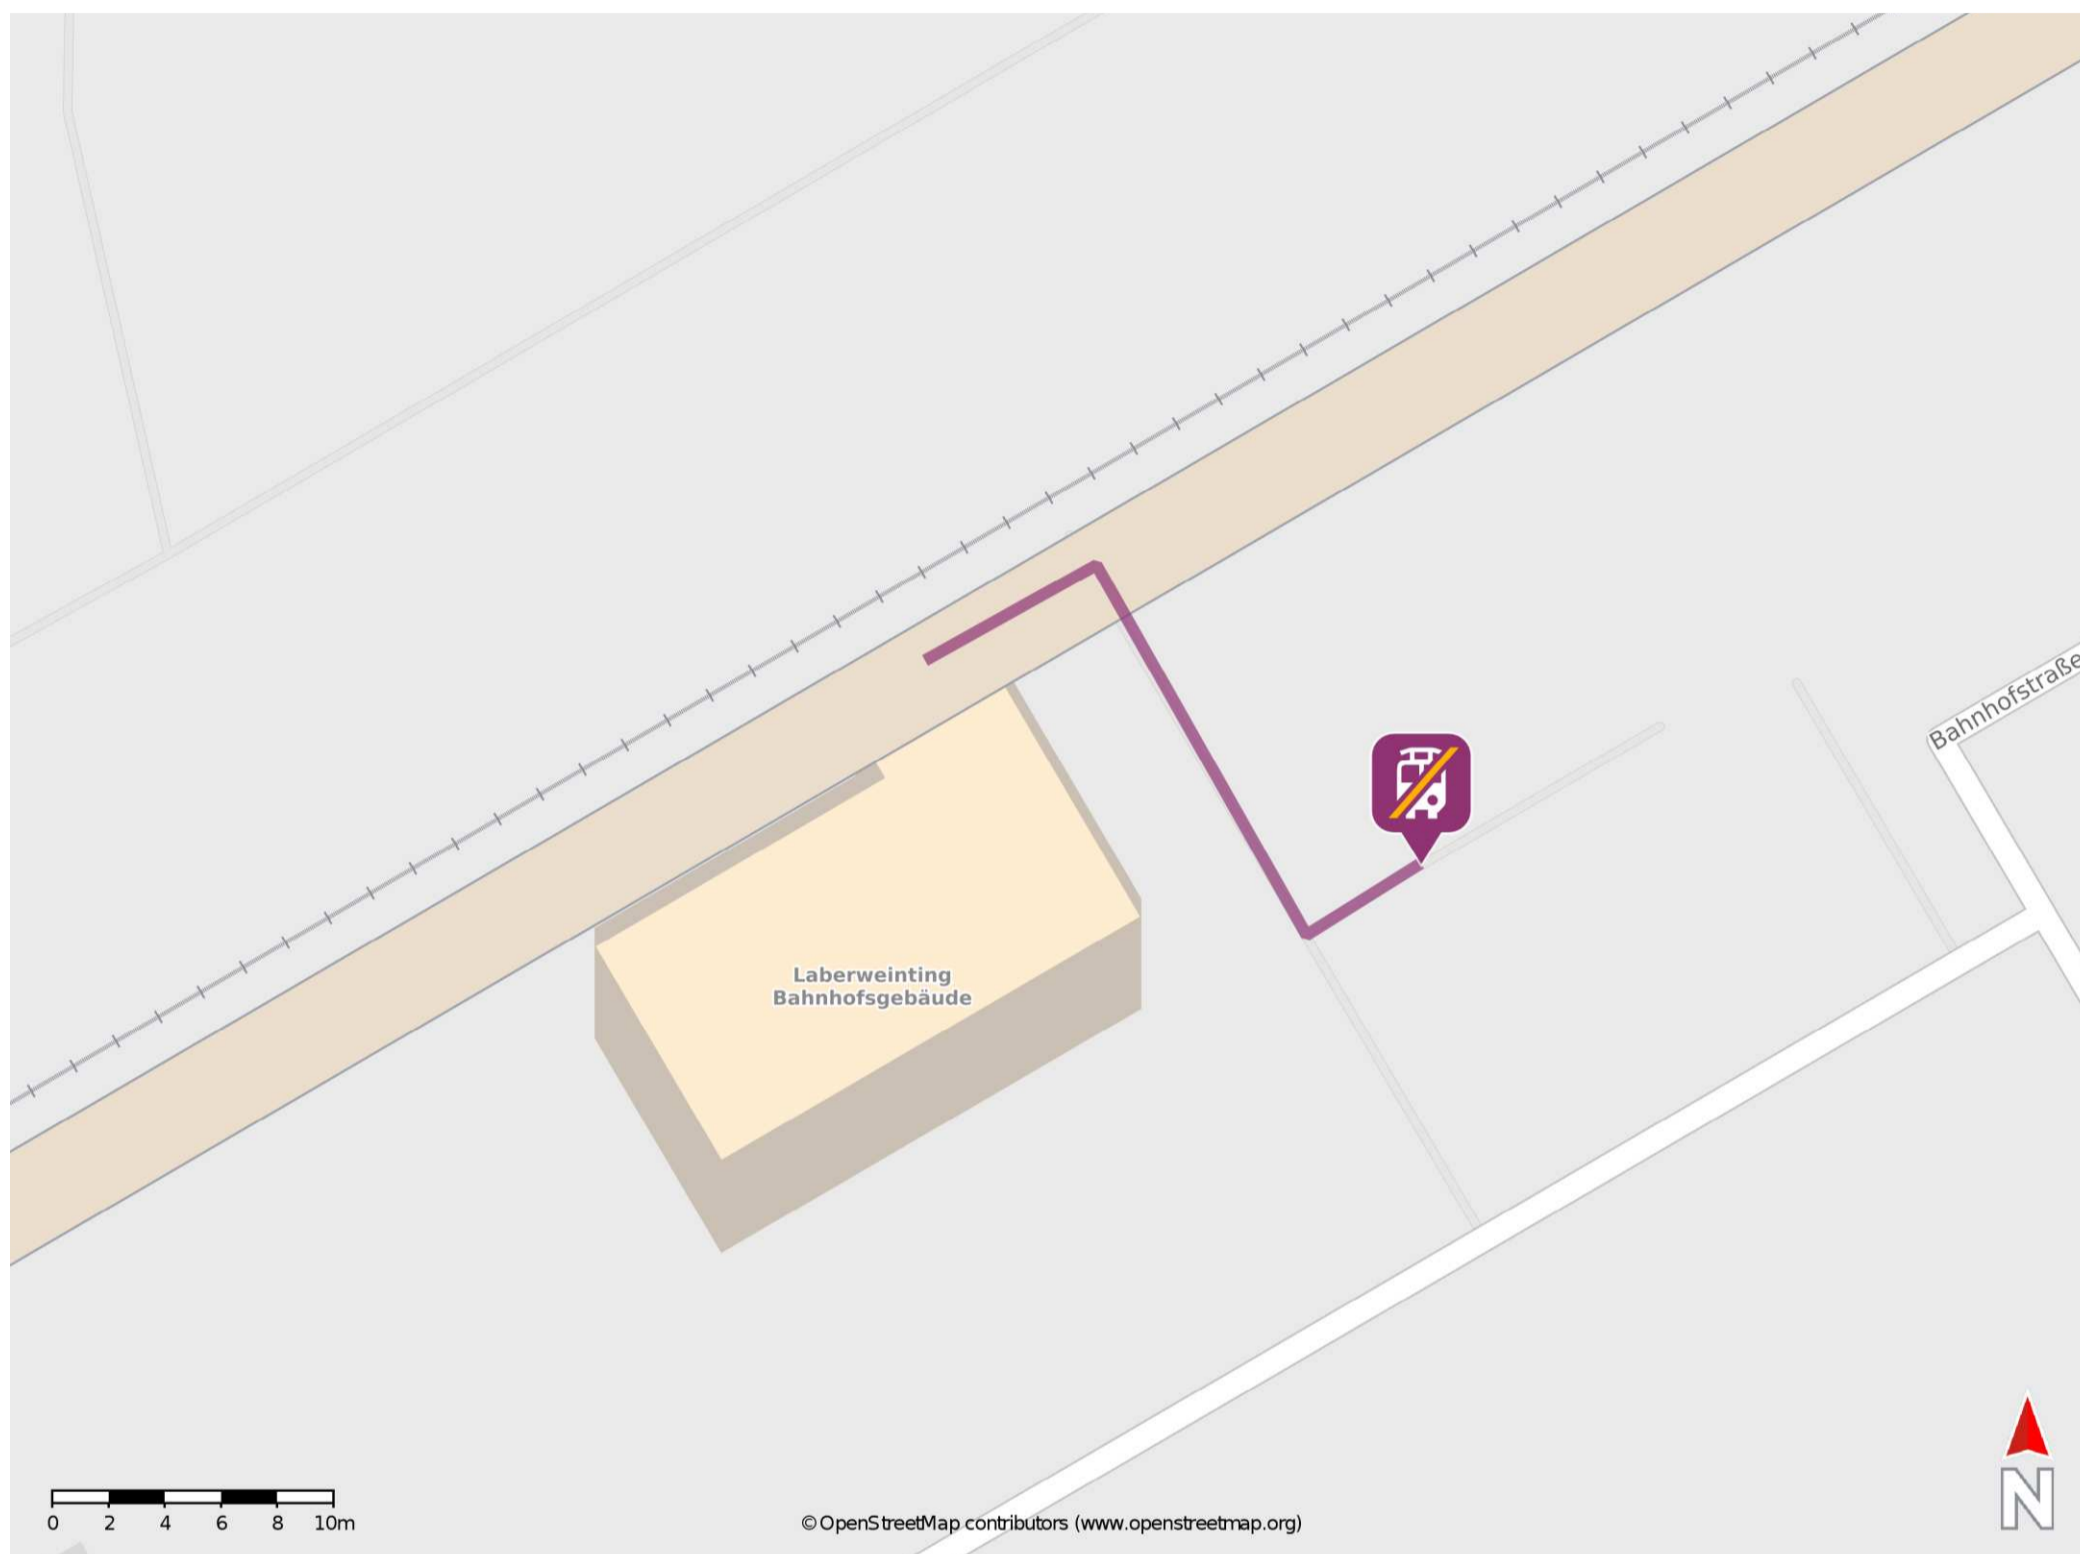 Bahnhofstraße
Laberweinting
Bahnhofsgebäude
0 2 4 6 8 10m
© OpenStreetMap contributors (www.openstreetmap.org)
N